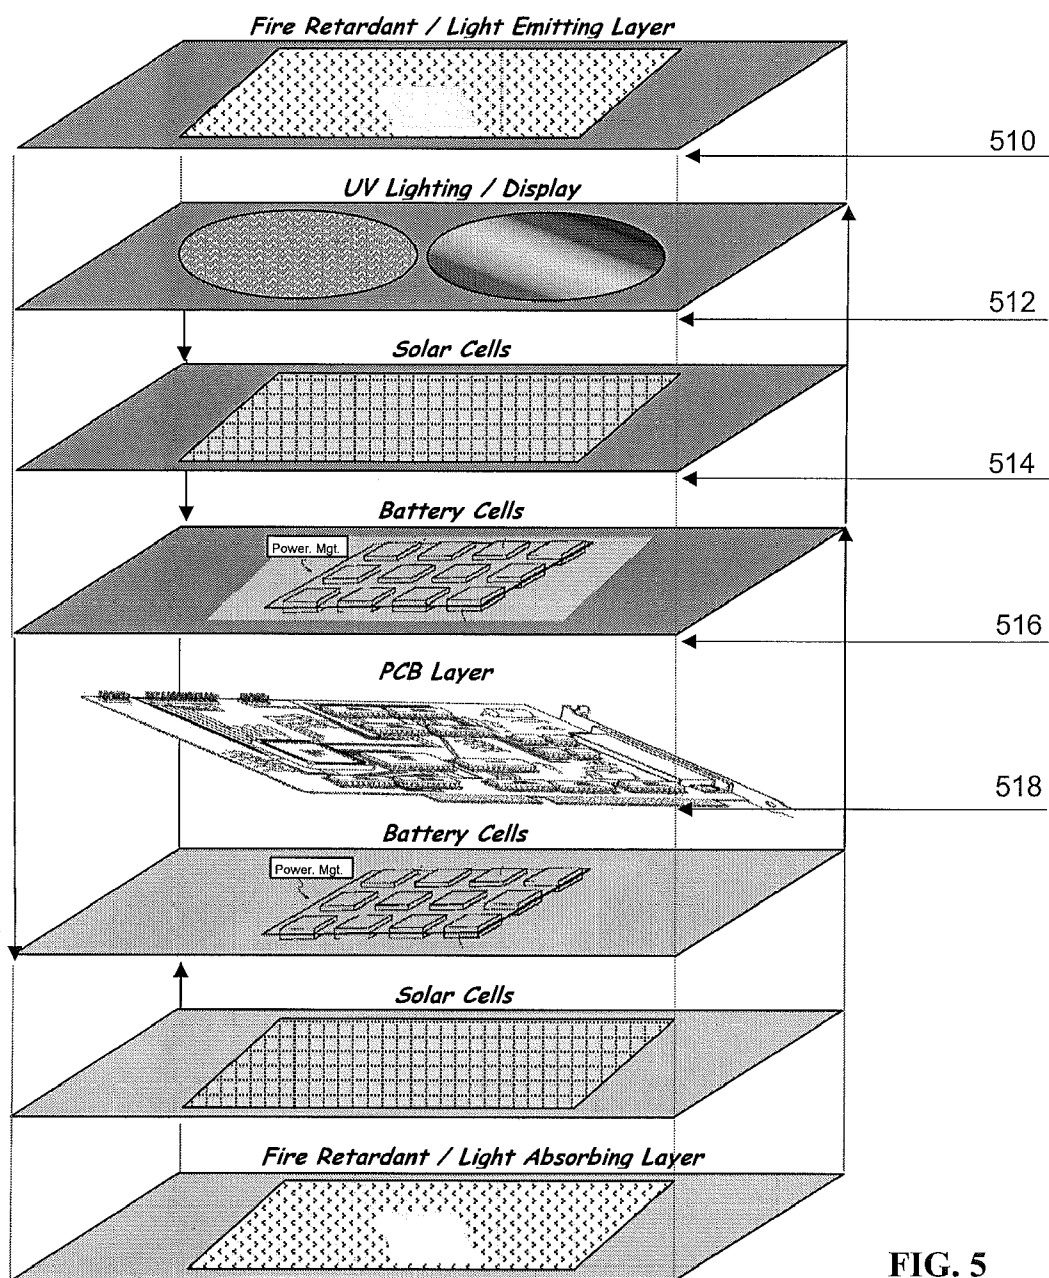 Fire Retardant / Light Emitting Layer
510
UV Lighting / Display
512
Solar Cells
514
Battery Cells
Power. Mgt.
516
PCB Layer
518
Battery Cells
Power. Mgt.
Solar Cells
Fire Retardant / Light Absorbing Layer
FIG. 5